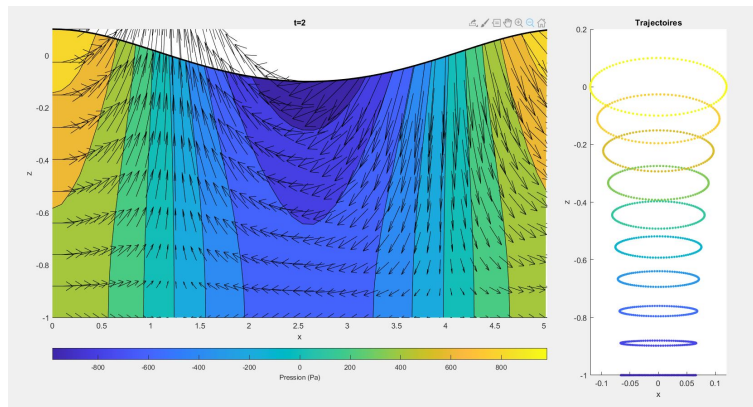 t=2
Trajectoires
0
-0.2
-0.4
-0.6
-0.8
-1
z
0 0.5 1 1.5 2 2.5 3 3.5 4 4.5 5
x
-800 -600 -400 -200 0 200 400 600 800
Pression (Pa)
0.2
0
-0.2
-0.4
-0.6
-0.8
-1
z
-0.1 -0.05 0 0.05 0.1
x